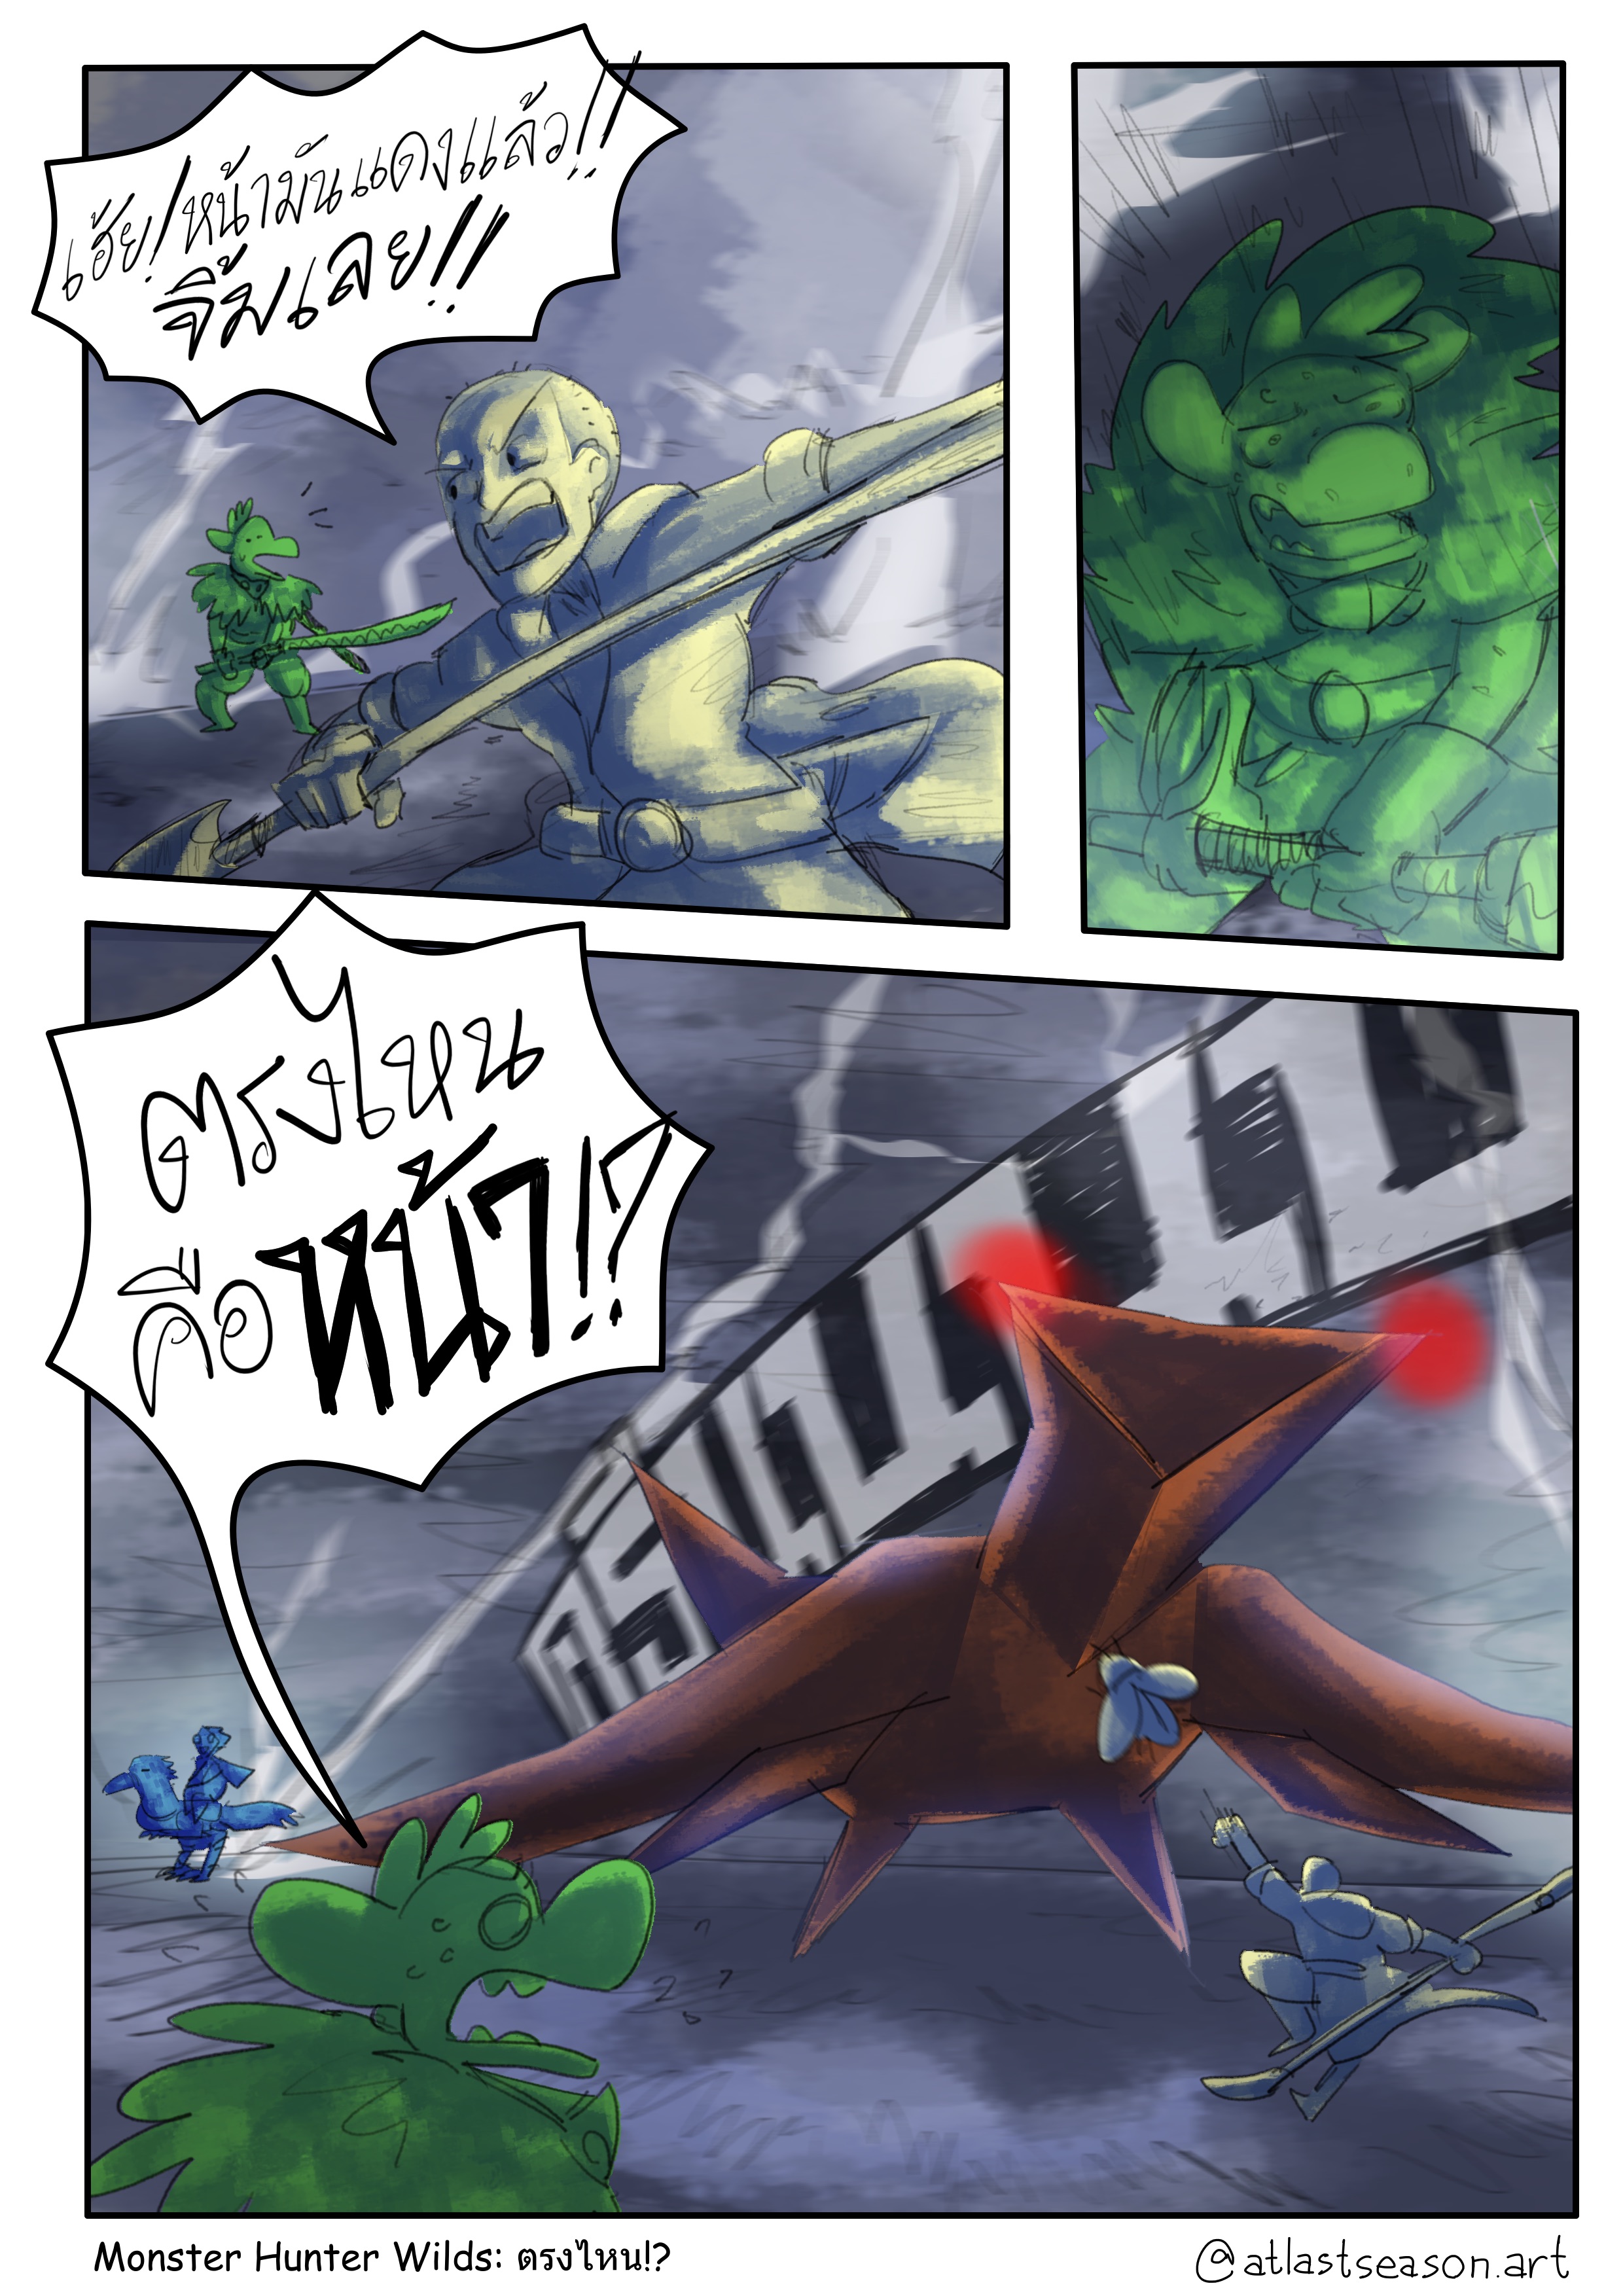 เฮ้ย! หน้ามันแดงแล้ว!!
จิ้มเลย!!
ตรงไหน
คือหน้า!?
Monster Hunter Wilds: ตรงไหน!?
@atlastseason.art